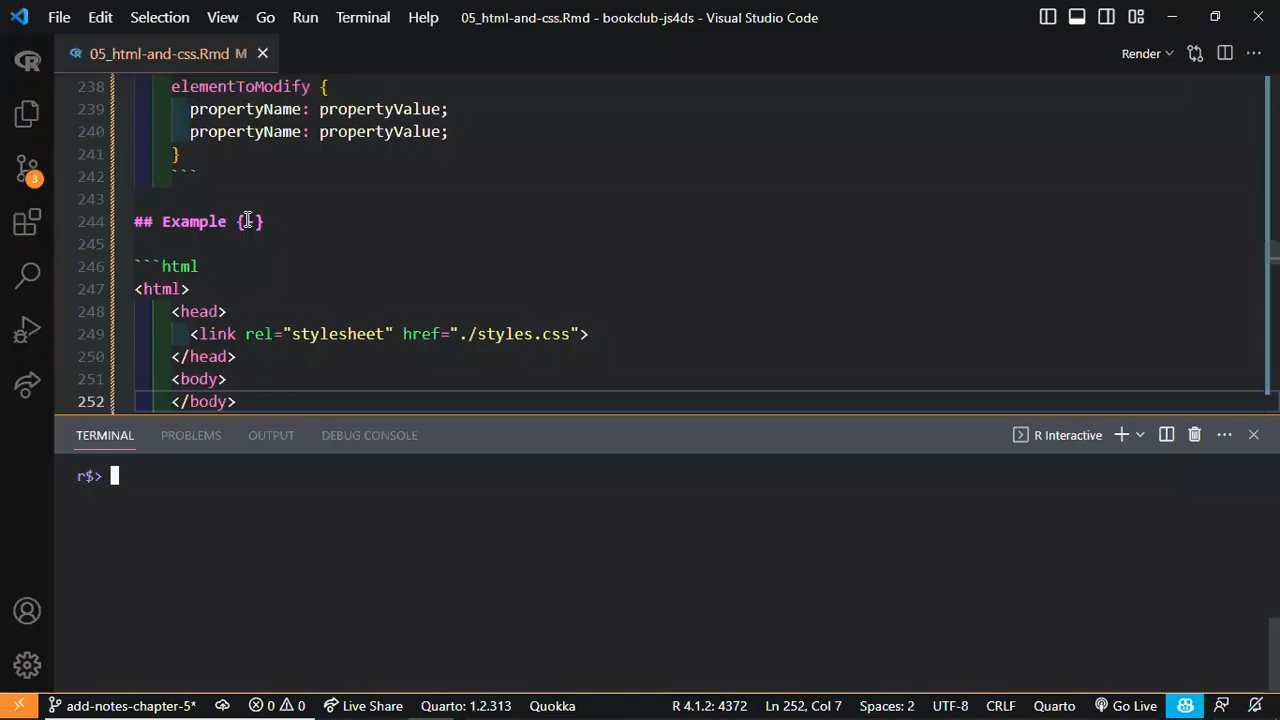 File Edit Selection View Go Run Terminal Help 05_html-and-css.Rmd - bookclub-js4ds - Visual Studio Code
05_html-and-css.Rmd M Render
238 elementToModify {
239 propertyName: propertyValue;
240 propertyName: propertyValue;
241 }
242 ```
243
244 ## Example {-}
245
246 ```html
247 <html>
248 <head>
249 <link rel="stylesheet" href="./styles.css">
250 </head>
251 <body>
252 </body>
3
TERMINAL PROBLEMS OUTPUT DEBUG CONSOLE R Interactive
r$>
add-notes-chapter-5* 0 0 Live Share Quarto: 1.2.313 Quokka R 4.1.2: 4372 Ln 252, Col 7 Spaces: 2 UTF-8 CRLF Quarto Go Live